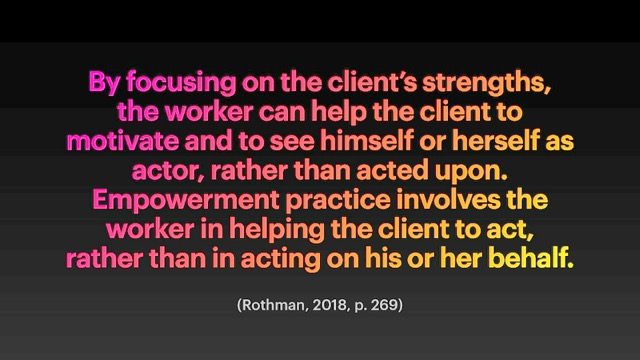 By focusing on the client's strengths,
the worker can help the client to
motivate and to see himself or herself as
actor, rather than acted upon.
Empowerment practice involves the
worker in helping the client to act,
rather than in acting on his or her behalf.
(Rothman, 2018, p. 269)